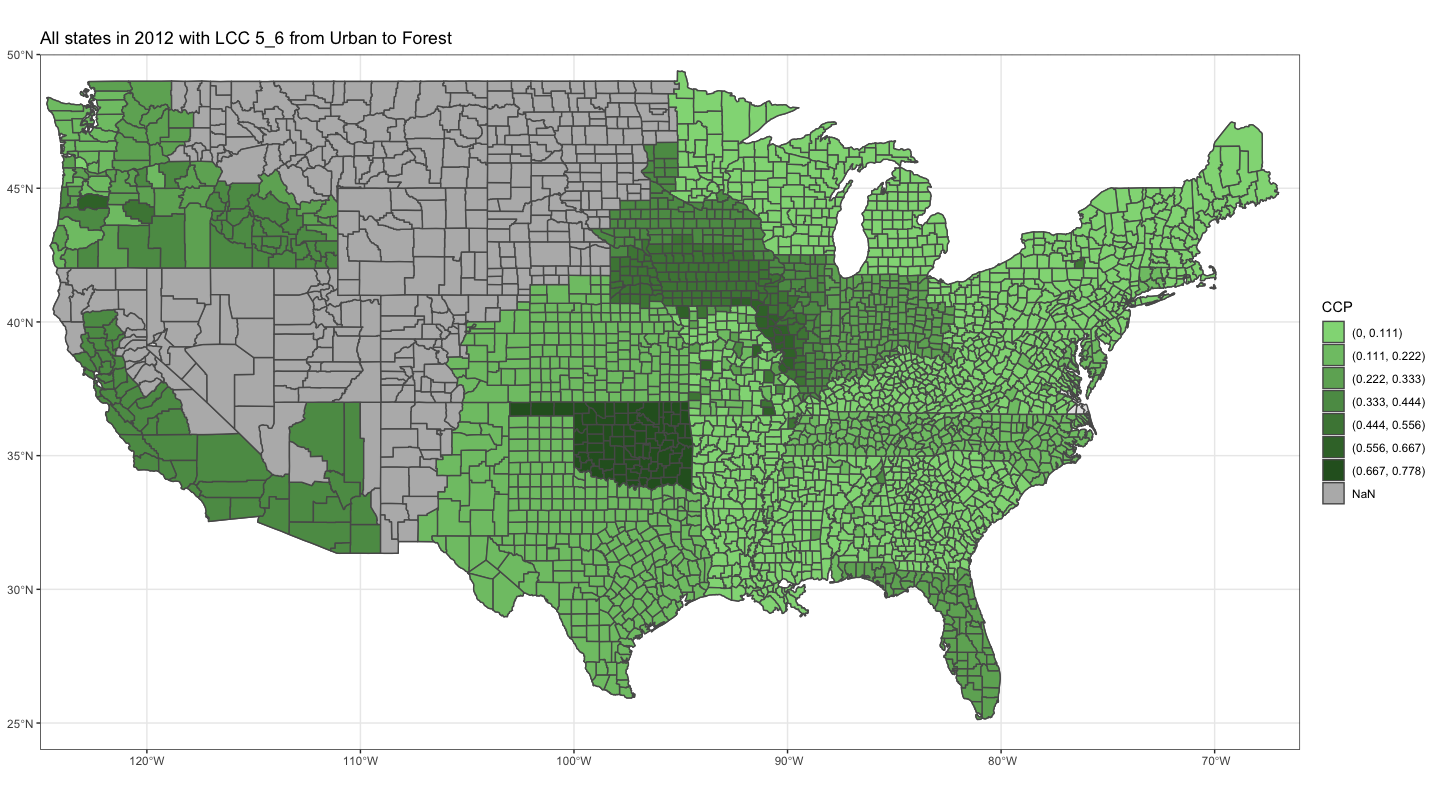 All states in 2012 with LCC 5_6 from Urban to Forest
50°N
45°N
40°N
35°N
30°N
25°N
120°W
110°W
100°W
90°W
80°W
70°W
CCP
(0, 0.111)
(0.111, 0.222)
(0.222, 0.333)
(0.333, 0.444)
(0.444, 0.556)
(0.556, 0.667)
(0.667, 0.778)
NaN